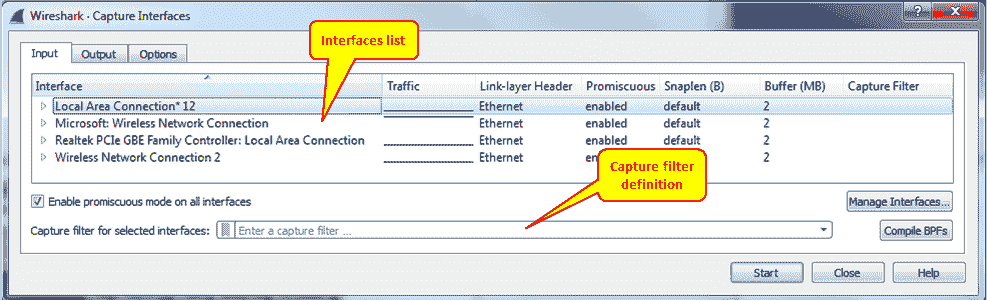 Wireshark · Capture Interfaces
Interfaces list
Input Output Options
Interface Traffic Link-layer Header Promiscuous Snaplen (B) Buffer (MB) Capture Filter
Local Area Connection* 12 Ethernet enabled default 2
Microsoft: Wireless Network Connection Ethernet enabled default 2
Realtek PCIe GBE Family Controller: Local Area Connection Ethernet enabled default 2
Wireless Network Connection 2 Ethernet default 2
Capture filter
definition
Enable promiscuous mode on all interfaces
Manage Interfaces...
Capture filter for selected interfaces: Enter a capture filter ...
Compile BPFs
Start Close Help